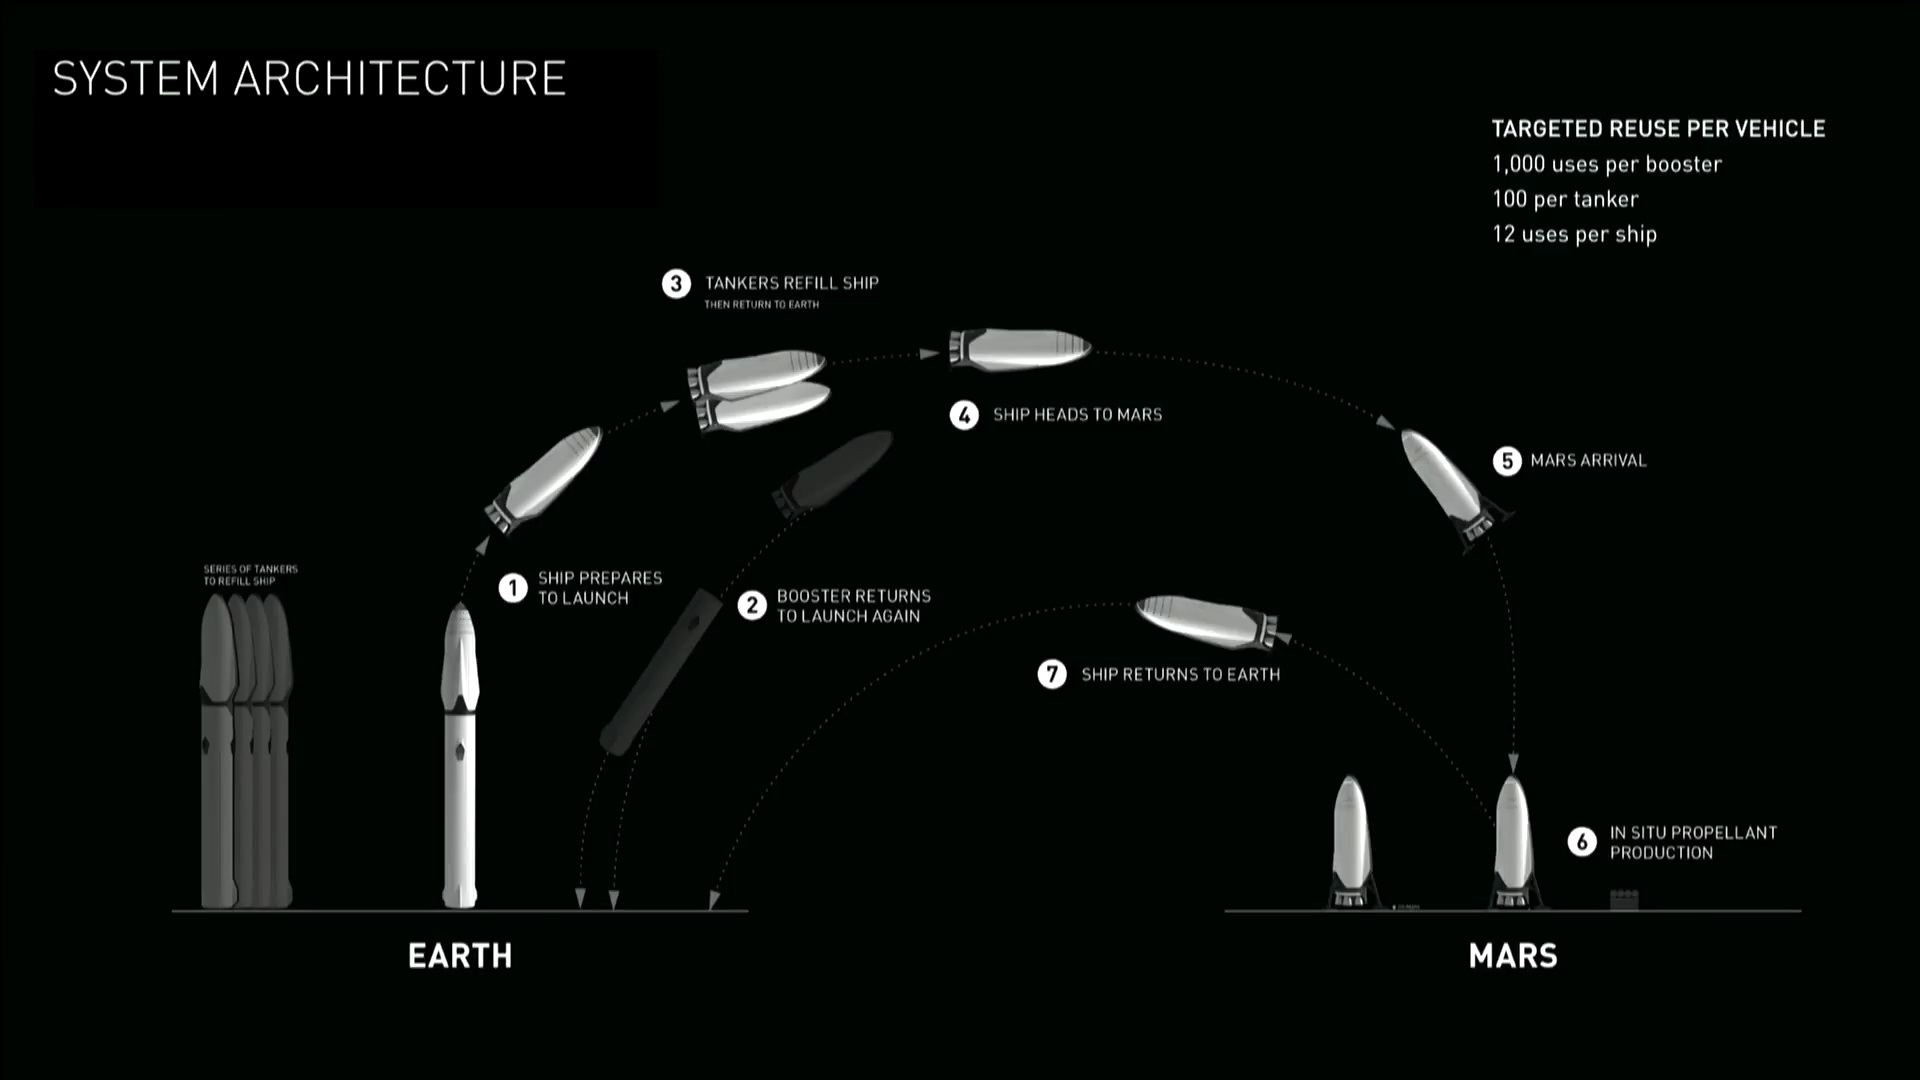 SYSTEM ARCHITECTURE
TARGETED REUSE PER VEHICLE
1,000 uses per booster
100 per tanker
12 uses per ship
3 TANKERS REFILL SHIP
THEN RETURN TO EARTH
4 SHIP HEADS TO MARS
5 MARS ARRIVAL
SERIES OF TANKERS
TO REFILL SHIP
1 SHIP PREPARES
TO LAUNCH
2 BOOSTER RETURNS
TO LAUNCH AGAIN
7 SHIP RETURNS TO EARTH
6 IN SITU PROPELLANT
PRODUCTION
EARTH
MARS